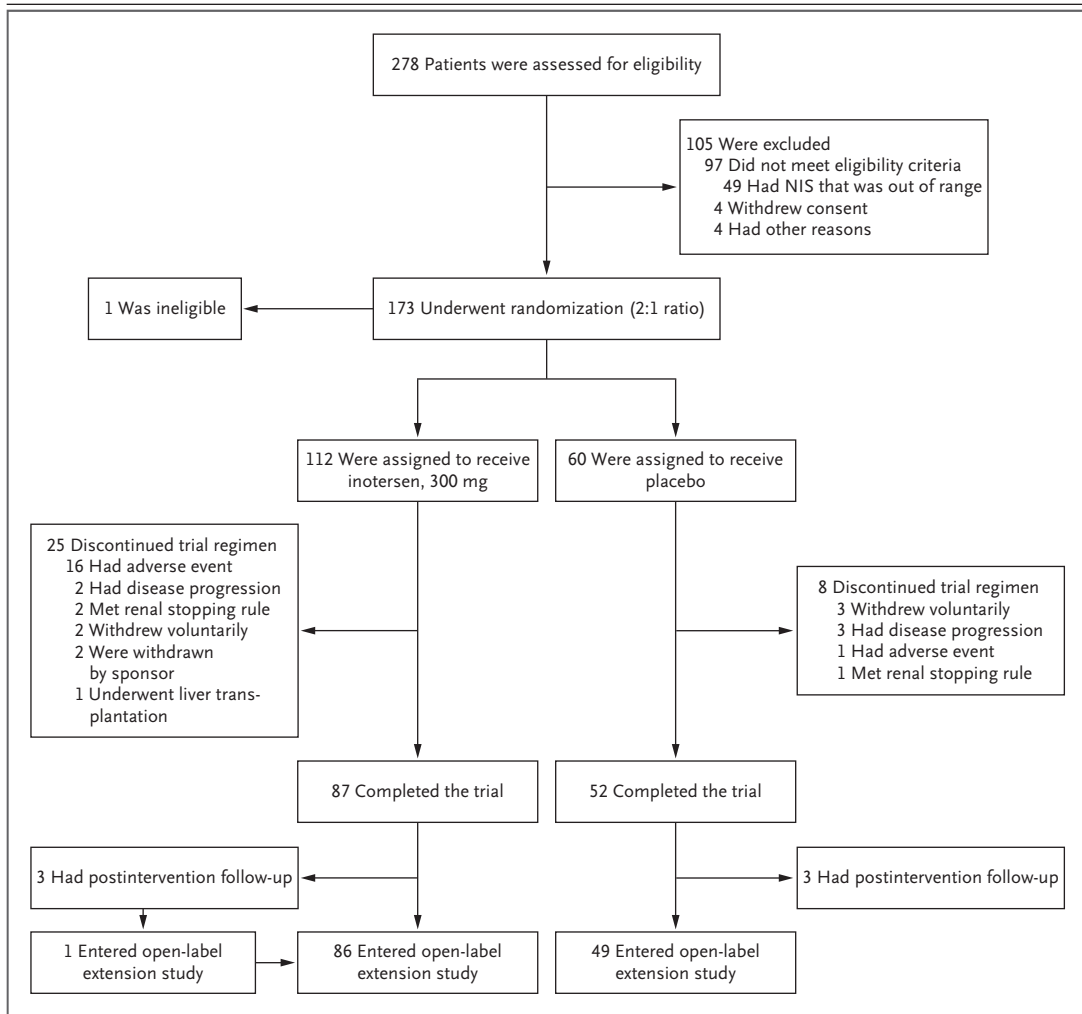 278 Patients were assessed for eligibility
105 Were excluded
97 Did not meet eligibility criteria
49 Had NIS that was out of range
4 Withdrew consent
4 Had other reasons
1 Was ineligible
173 Underwent randomization (2:1 ratio)
112 Were assigned to receive
inotersen, 300 mg
60 Were assigned to receive
placebo
25 Discontinued trial regimen
16 Had adverse event
2 Had disease progression
2 Met renal stopping rule
2 Withdrew voluntarily
2 Were withdrawn
by sponsor
1 Underwent liver trans-
plantation
8 Discontinued trial regimen
3 Withdrew voluntarily
3 Had disease progression
1 Had adverse event
1 Met renal stopping rule
87 Completed the trial
52 Completed the trial
3 Had postintervention follow-up
3 Had postintervention follow-up
1 Entered open-label
extension study
86 Entered open-label
extension study
49 Entered open-label
extension study